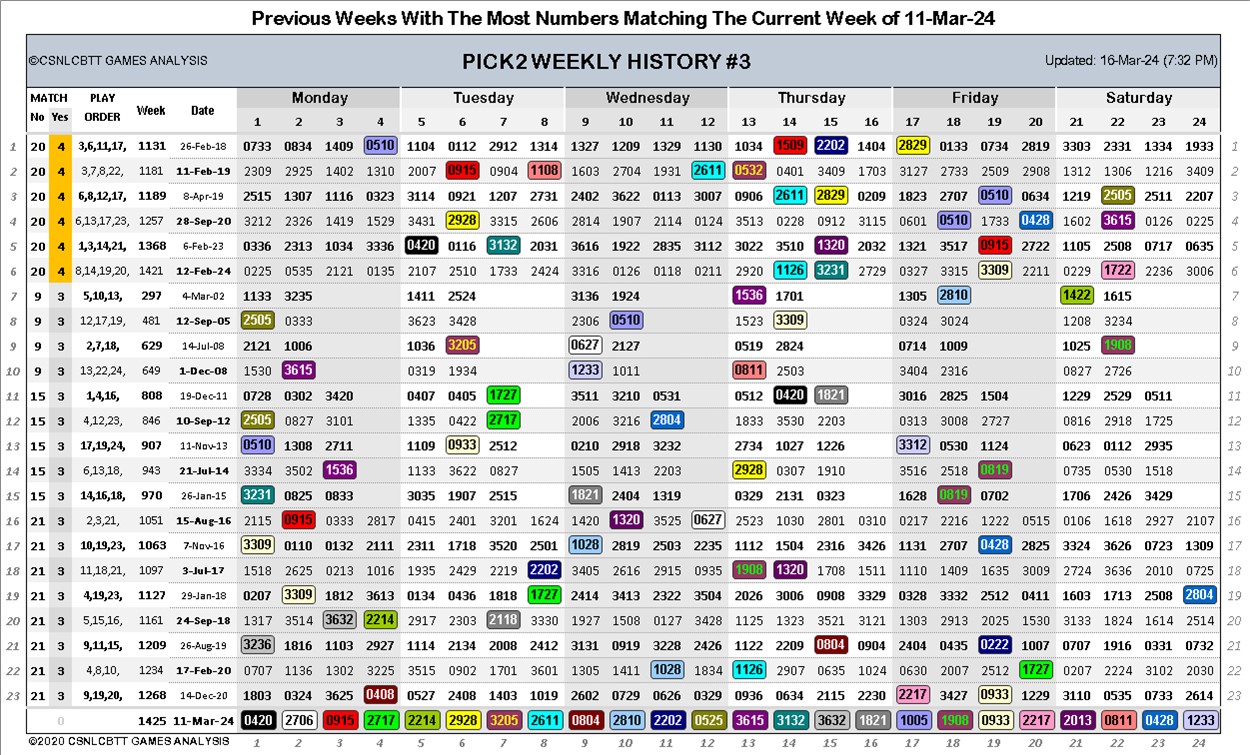 Previous Weeks With The Most Numbers Matching The Current Week of 11-Mar-24
©CSNLCBTT GAMES ANALYSIS PICK2 WEEKLY HISTORY #3 Updated: 16-Mar-24 (7:32 PM)
MATCH PLAY Week Date Monday Tuesday Wednesday Thursday Friday Saturday
No Yes ORDER 1 2 3 4 5 6 7 8 9 10 11 12 13 14 15 16 17 18 19 20 21 22 23 24
1 20 4 3,6,11,17, 1131 26-Feb-18 0733 0834 1409 0510 1104 0112 2912 1314 1327 1209 1329 1130 1034 1509 2202 1404 2829 0133 0734 2819 3303 2331 1334 1933 1
2 20 4 3,7,8,22, 1181 11-Feb-19 2309 2925 1402 1310 2007 0915 0904 1108 1603 2704 1931 2611 0532 0401 3409 1703 3127 2733 2509 2908 1312 1306 1216 3409 2
3 20 4 6,8,12,17, 1189 8-Apr-19 2515 1307 1116 0323 3114 0921 1207 2731 2402 3622 0113 3007 0906 2611 2829 0209 1823 2707 0510 0634 1219 2505 2511 2207 3
4 20 4 6,13,17,23, 1257 28-Sep-20 3212 2326 1419 1529 3431 2928 3315 2606 2814 1907 2114 0124 3513 0228 0912 3115 0601 0510 1733 0428 1602 3615 0126 0225 4
5 20 4 1,3,14,21, 1368 6-Feb-23 0336 2313 1034 3336 0420 0116 3132 2031 3616 1922 2835 3112 3022 3510 1320 2032 1321 3517 0915 2722 1105 2508 0717 0635 5
6 20 4 8,14,19,20, 1421 12-Feb-24 0225 0535 2121 0135 2107 2510 1733 2424 3316 0126 0118 0211 2920 1126 3231 2729 0327 3315 3309 2211 0229 1722 2236 3006 6
7 9 3 5,10,13, 297 4-Mar-02 1133 3235 1411 2524 3136 1924 1536 1701 1305 2810 1422 1615 7
8 9 3 12,17,19, 481 12-Sep-05 2505 0333 3623 3428 2306 0510 1523 3309 0324 3024 1208 3234 8
9 9 3 2,7,18, 629 14-Jul-08 2121 1006 1036 3205 0627 2127 0519 2824 0714 1009 1025 1908 9
10 9 3 13,22,24, 649 1-Dec-08 1530 3615 0319 1934 1233 1011 0811 2503 3404 2316 0827 2726 10
11 15 3 1,4,16, 808 19-Dec-11 0728 0302 3420 0407 0405 1727 3511 3210 0531 0512 0420 1821 3016 2825 1504 1229 2529 0511 11
12 15 3 4,12,23, 846 10-Sep-12 2505 0827 3101 1335 0422 2717 2006 3216 2804 1833 3530 2203 0313 3008 2727 0816 2918 1725 12
13 15 3 17,19,24, 907 11-Nov-13 0510 1308 2711 1109 0933 2512 0210 2918 3232 2734 1027 1226 3312 0530 1124 0623 0112 2935 13
14 15 3 6,13,18, 943 21-Jul-14 3334 3502 1536 1133 3622 0827 1505 1413 2203 2928 0307 1910 3516 2518 0819 0735 0530 1518 14
15 15 3 14,16,18, 970 26-Jan-15 3231 0825 0833 3035 1907 2515 1821 2404 1319 0329 2131 0323 1628 0819 0702 1706 2426 3429 15
16 21 3 2,3,21, 1051 15-Aug-16 2115 0915 0333 2817 0415 2401 3201 1624 1420 1320 3525 0627 2523 1030 2801 0310 0217 2216 1222 0515 0106 1628 2927 2107 16
17 21 3 10,19,23, 1063 7-Nov-16 3309 0110 0132 2111 2311 1718 3520 2501 1028 2819 2503 2235 1112 1504 2316 3426 1131 2707 0428 2825 3324 3626 0723 1309 17
18 21 3 11,18,21, 1097 3-Jul-17 1518 2625 0213 1016 1935 2429 2219 2202 3405 2616 2915 0935 1908 1320 1708 1511 1110 1409 1635 3009 2724 3636 2010 0725 18
19 21 3 4,19,23, 1127 29-Jan-18 0207 3309 1812 3613 0134 0436 1818 1727 2414 3413 2322 3504 2026 3006 0908 3329 0328 3332 2512 0411 1603 1713 2508 2804 19
20 21 3 5,15,16, 1161 24-Sep-18 1317 3514 3632 2214 2917 2303 2118 3330 1927 1508 0127 3428 1125 1323 3521 3211 1303 2913 2025 1530 3133 1824 1614 2514 20
21 21 3 9,11,15, 1209 26-Aug-19 3236 1816 1103 2927 1114 2134 2008 2412 3131 0919 3228 2426 1122 2209 0804 0904 2404 0435 0222 1007 0707 1916 0331 0732 21
22 21 3 4,8,10, 1234 17-Feb-20 0707 1136 1302 3225 3515 0902 1701 3601 1305 1411 1028 1834 1126 2907 0635 1024 0630 2007 2512 1727 0207 2224 3102 2030 22
23 21 3 9,19,20, 1268 14-Dec-20 1803 0324 3625 0408 0527 2408 1403 1019 2602 0729 0626 0329 0936 0634 2115 2230 2217 3427 0933 1229 3110 0535 0733 2614 23
0 1425 11-Mar-24 0420 2706 0915 2717 2214 2928 3205 2611 0804 2810 2202 0525 3615 3132 3632 1821 1005 1908 0933 2217 2013 0811 0428 1233
©2020 CSNLCBTT GAMES ANALYSIS 1 2 3 4 5 6 7 8 9 10 11 12 13 14 15 16 17 18 19 20 21 22 23 24